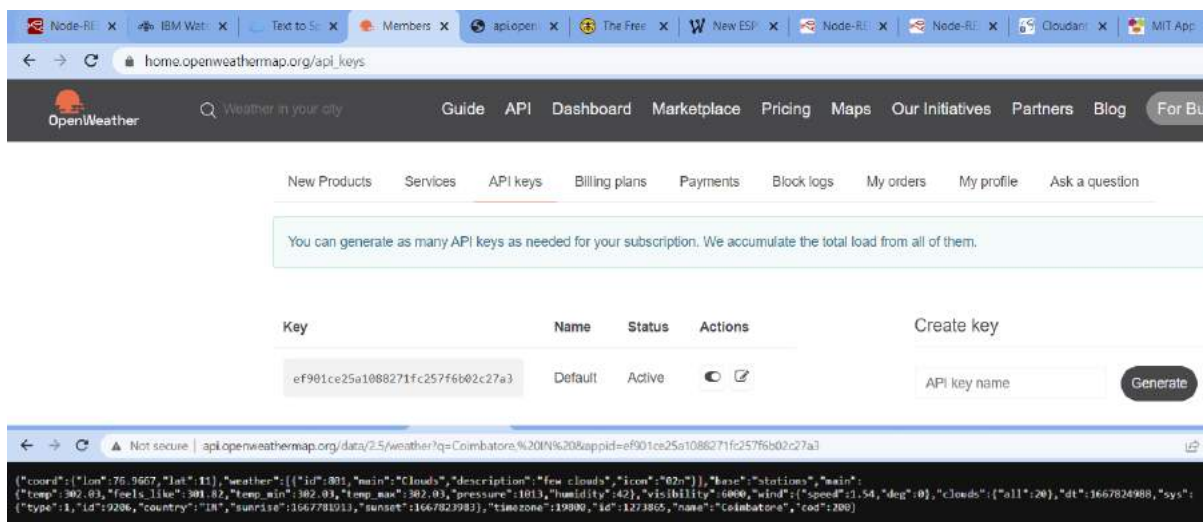 Node-RE
IBM Wat
Text to S
Members
api.open
The Free
New ESP
Node-RE
Node-RE
Cloudan
MIT App
home.openweathermap.org/api_keys
OpenWeather
Weather in your city
Guide API Dashboard Marketplace Pricing Maps Our Initiatives Partners Blog For Bu
New Products Services API keys Billing plans Payments Block logs My orders My profile Ask a question
You can generate as many API keys as needed for your subscription. We accumulate the total load from all of them.
Key Name Status Actions Create key
ef901ce25a1088271fc257f6b02c27a3 Default Active API key name Generate
Not secure | api.openweathermap.org/data/2.5/weather?q=Coimbatore,%20IN%20&appid=ef901ce25a1088271fc257f6b02c27a3
{"coord":{"lon":76.9667,"lat":11},"weather":[{"id":801,"main":"Clouds","description":"few clouds","icon":"02n"}],"base":"stations","main":
{"temp":302.03,"feels_like":301.82,"temp_min":302.03,"temp_max":302.03,"pressure":1013,"humidity":42},"visibility":6000,"wind":{"speed":1.54,"deg":0},"clouds":{"all":20},"dt":1667824988,"sys":
{"type":1,"id":9206,"country":"IN","sunrise":1667781913,"sunset":1667823983},"timezone":19800,"id":1273865,"name":"Coimbatore","cod":200}